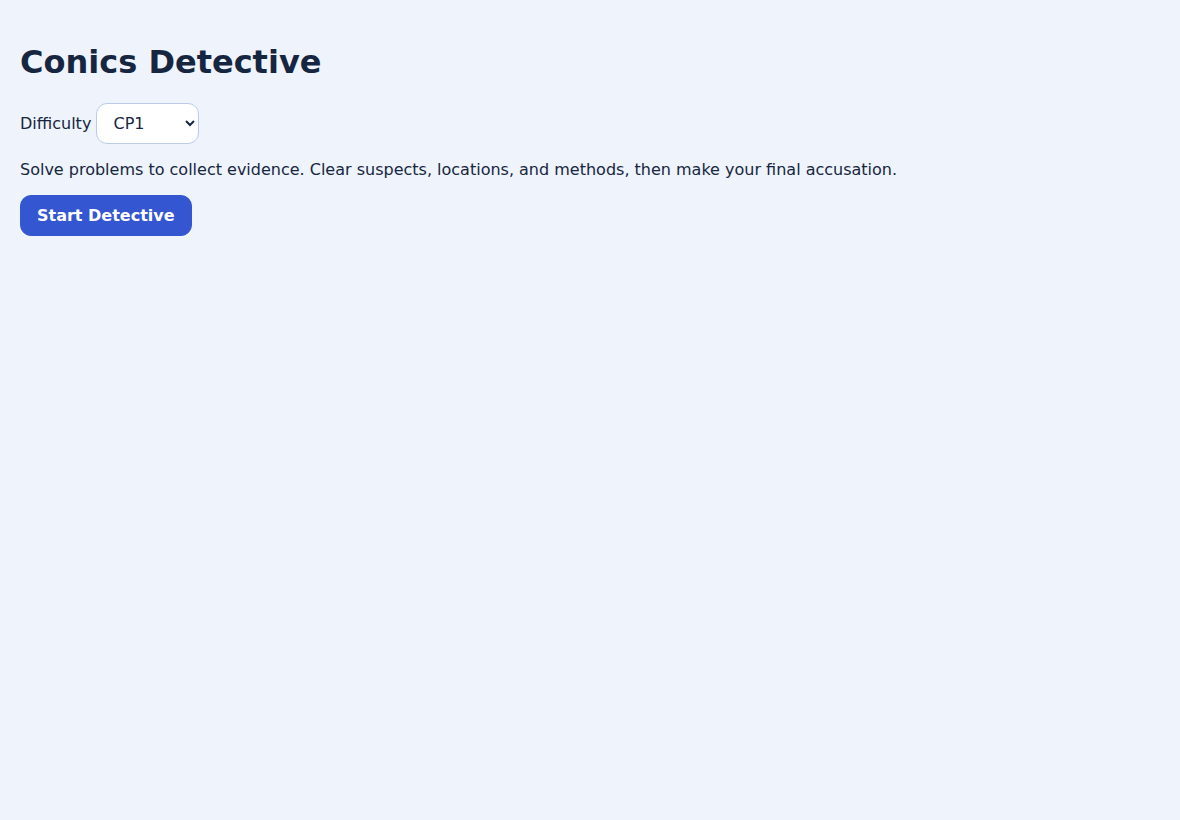 Conics Detective
Difficulty CP1
Solve problems to collect evidence. Clear suspects, locations, and methods, then make your final accusation.
Start Detective